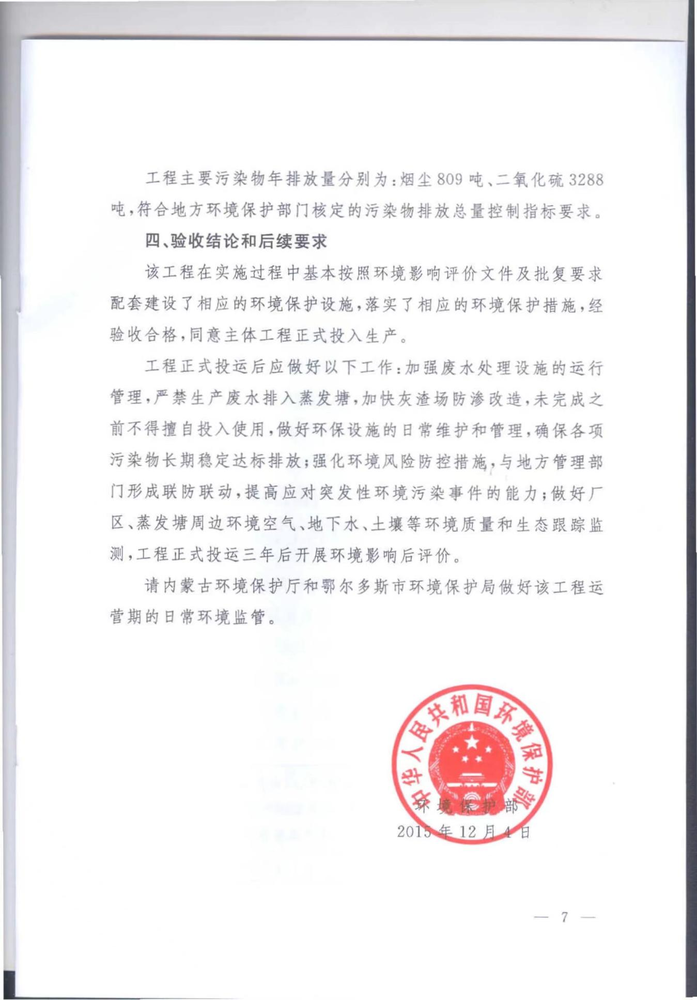 工程主要污染物年排放量分别为:烟尘809吨、二氧化硫3288
吨,符合地方环境保护部门核定的污染物排放总量控制指标要求。
四、验收结论和后续要求
该工程在实施过程中基本按照环境影响评价文件及批复要求
配套建设了相应的环境保护设施,落实了相应的环境保护措施,经
验收合格,同意主体工程正式投入生产。
工程正式投运后应做好以下工作:加强废水处理设施的运行
管理,严禁生产废水排入蒸发塘,加快灰渣场防渗改造,未完成之
前不得擅自投入使用,做好环保设施的日常维护和管理,确保各项
污染物长期稳定达标排放;强化环境风险防控措施,与地方管理部
门形成联防联动,提高应对突发性环境污染事件的能力;做好厂
区、蒸发塘周边环境空气、地下水、土壤等环境质量和生态跟踪监
测,工程正式投运三年后开展环境影响后评价。
请内蒙古环境保护厅和鄂尔多斯市环境保护局做好该工程运
营期的日常环境监管。
中华人民共和国环境保护部
环境保护部
2015年12月4日
— 7 —